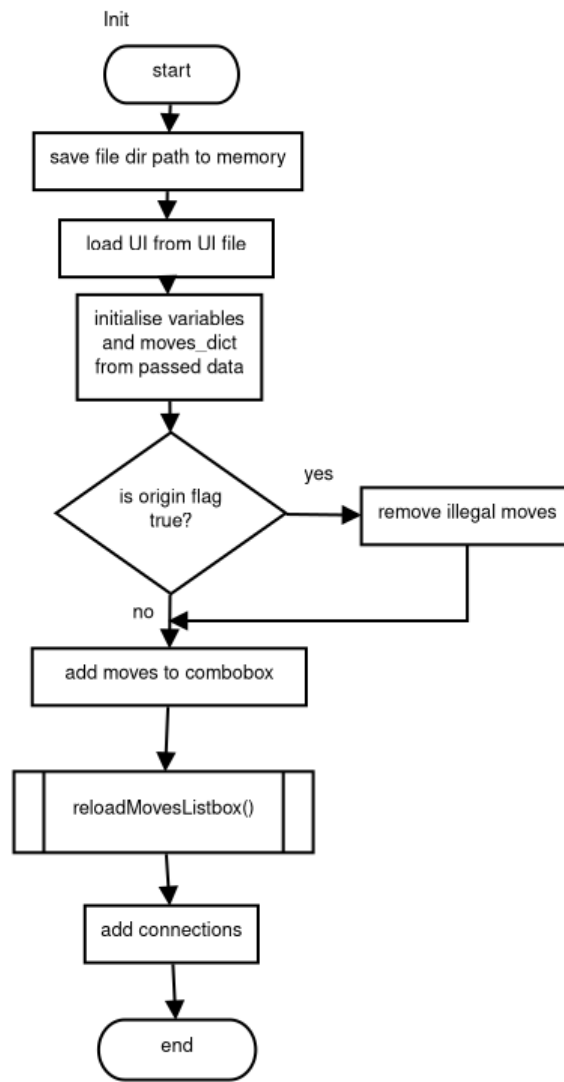 Init
start
save file dir path to memory
load UI from UI file
initialise variables
and moves_dict
from passed data
is origin flag
true?
yes
remove illegal moves
no
add moves to combobox
reloadMovesListbox()
add connections
end